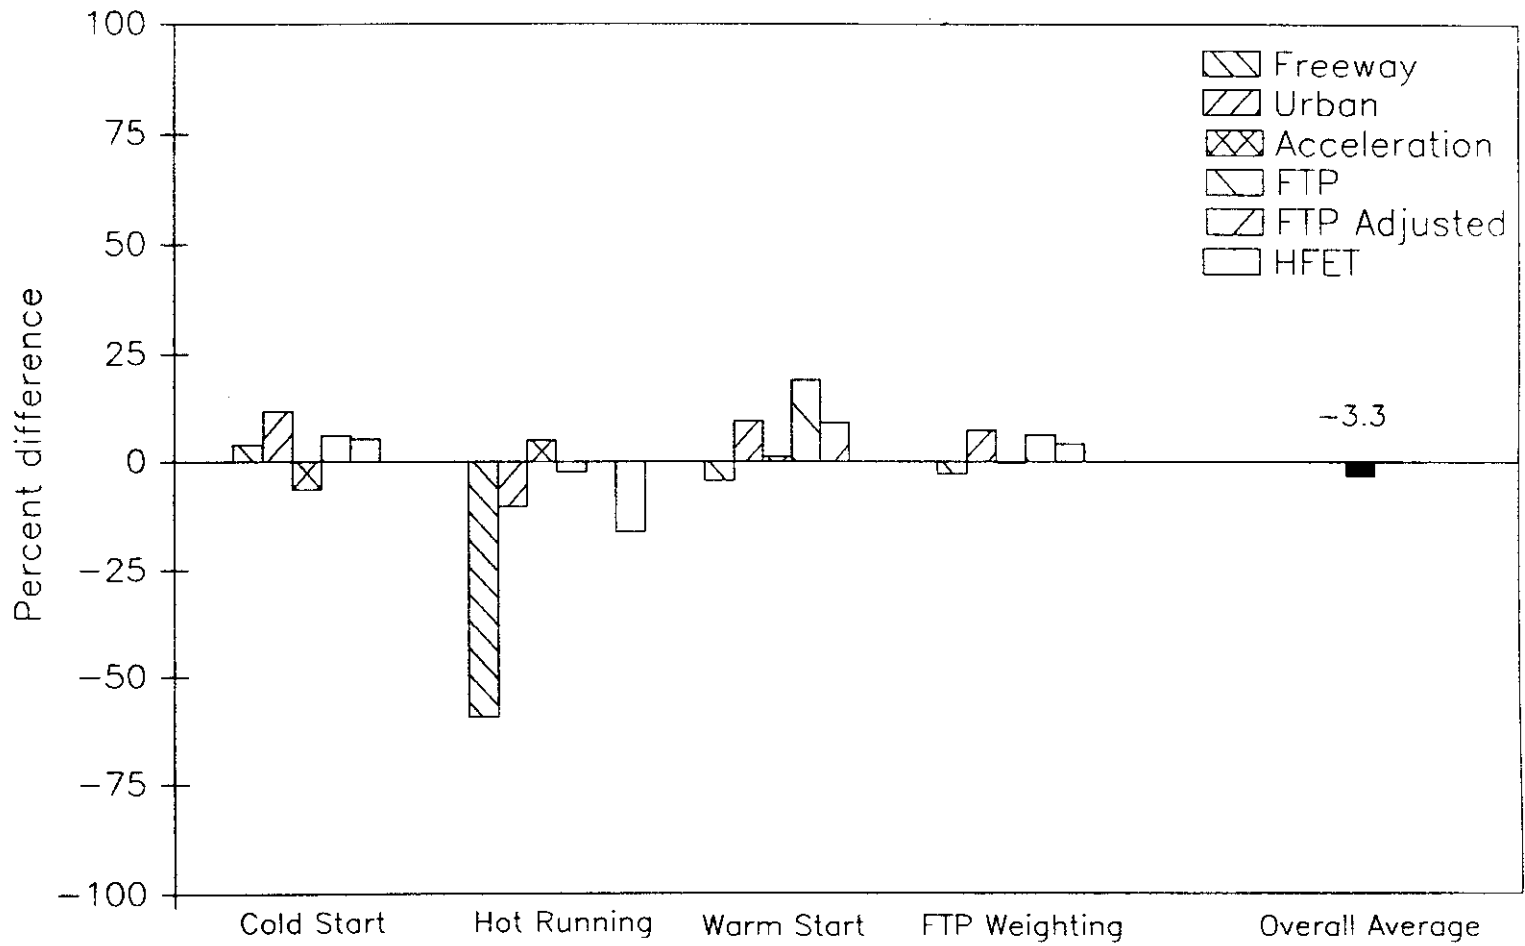 100
75
50
25
0
−25
−50
−75
−100
Percent difference
Freeway
Urban
Acceleration
FTP
FTP Adjusted
HFET
−3.3
Cold Start
Hot Running
Warm Start
FTP Weighting
Overall Average